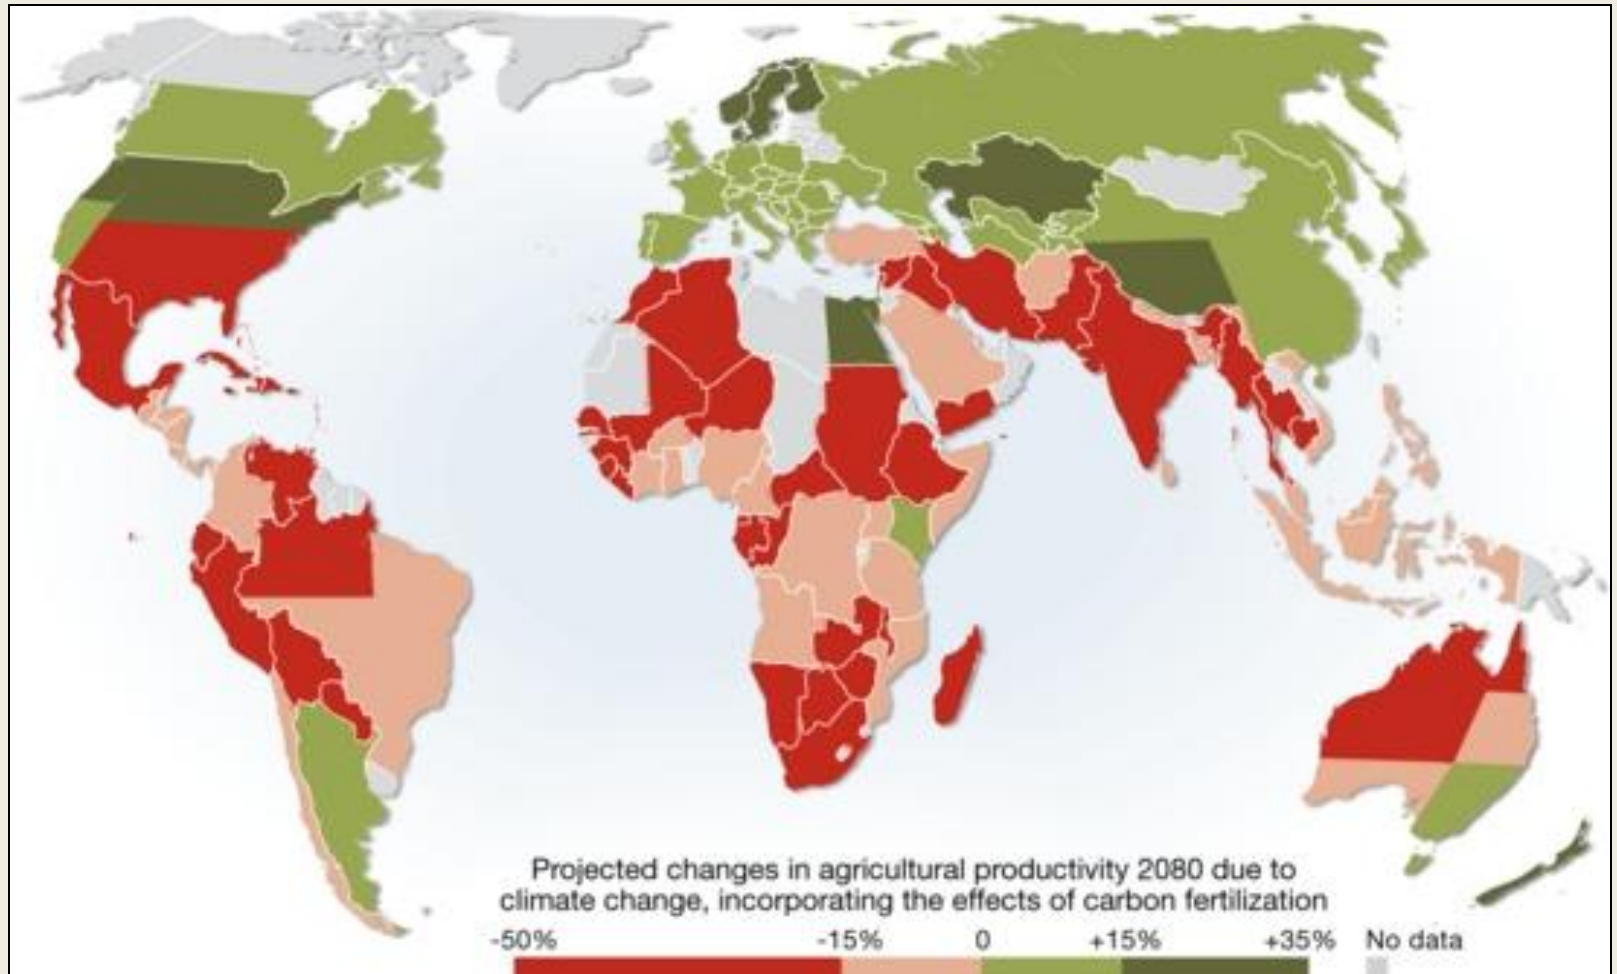 Projected changes in agricultural productivity 2080 due to
climate change, incorporating the effects of carbon fertilization
-50% -15% 0 +15% +35% No data